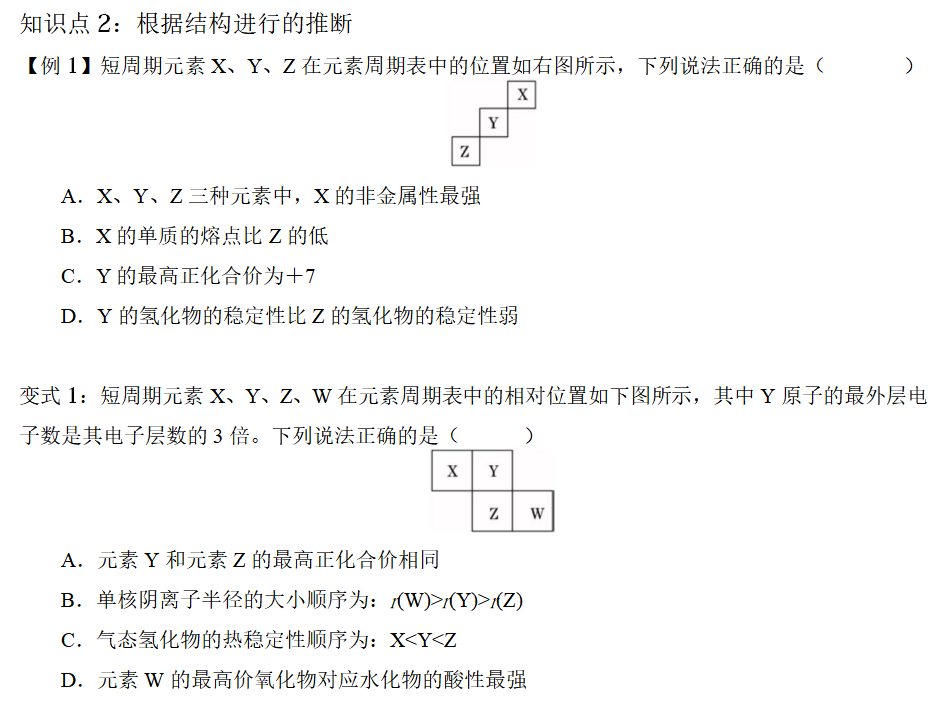 知识点 2：根据结构进行的推断
【例 1】短周期元素 X、Y、Z 在元素周期表中的位置如右图所示，下列说法正确的是（ ）
X
Y
Z
A．X、Y、Z 三种元素中，X 的非金属性最强
B．X 的单质的熔点比 Z 的低
C．Y 的最高正化合价为＋7
D．Y 的氢化物的稳定性比 Z 的氢化物的稳定性弱
变式 1：短周期元素 X、Y、Z、W 在元素周期表中的相对位置如下图所示，其中 Y 原子的最外层电
子数是其电子层数的 3 倍。下列说法正确的是（ ）
X Y
Z W
A．元素 Y 和元素 Z 的最高正化合价相同
B．单核阴离子半径的大小顺序为：r(W)>r(Y)>r(Z)
C．气态氢化物的热稳定性顺序为：X<Y<Z
D．元素 W 的最高价氧化物对应水化物的酸性最强